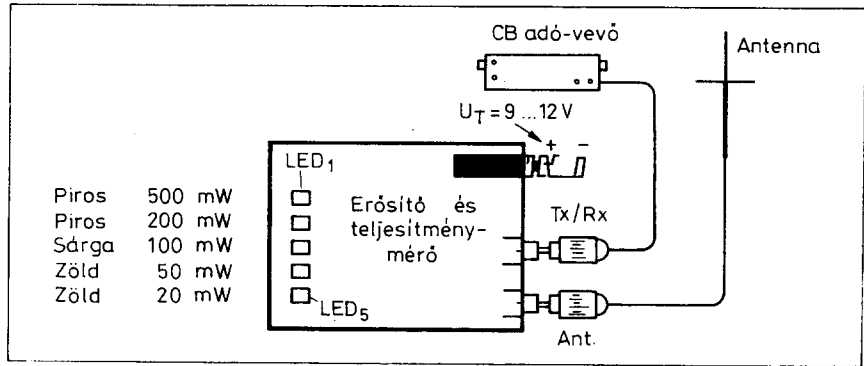 CB adó-vevő
Antenna
U_T = 9 ... 12 V
+ −
LED₁
Piros 500 mW
Piros 200 mW
Sárga 100 mW
Zöld 50 mW
Zöld 20 mW
Erősítő és
teljesítmény-
mérő
Tx/Rx
LED₅
Ant.